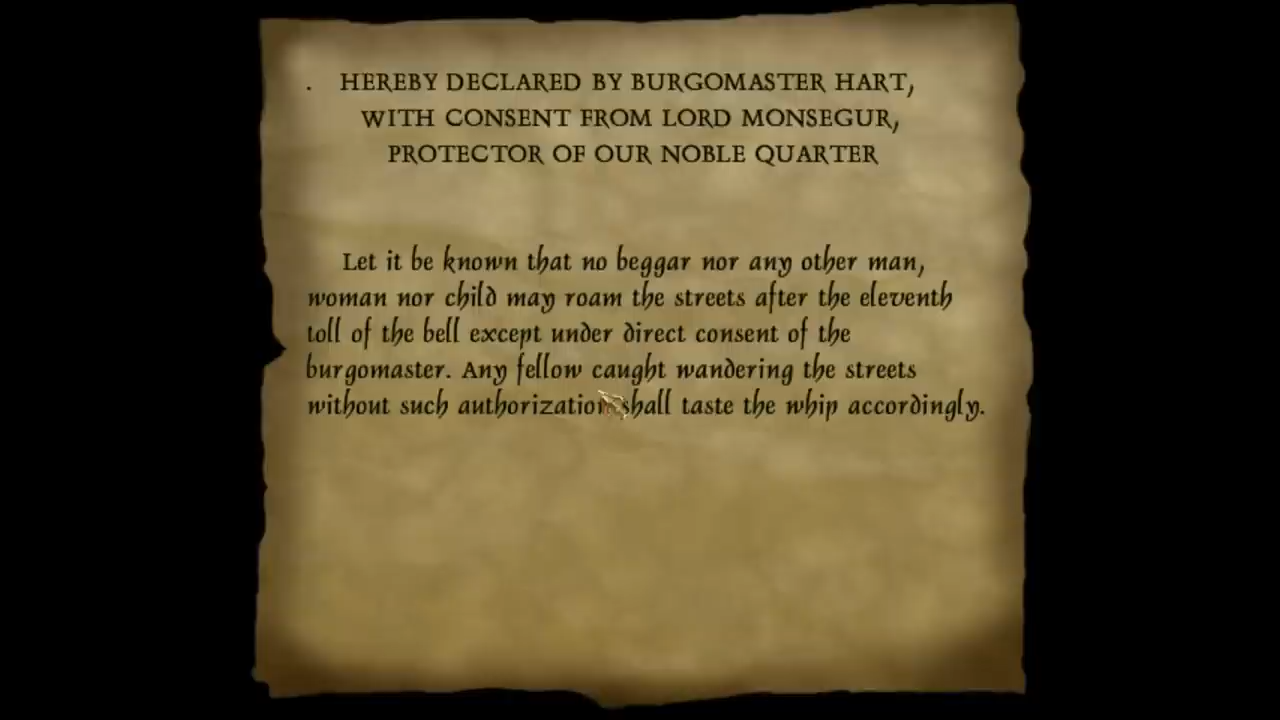 . HEREBY DECLARED BY BURGOMASTER HART,
WITH CONSENT FROM LORD MONSEGUR,
PROTECTOR OF OUR NOBLE QUARTER
Let it be known that no beggar nor any other man,
woman nor child may roam the streets after the eleventh
toll of the bell except under direct consent of the
burgomaster. Any fellow caught wandering the streets
without such authorization shall taste the whip accordingly.